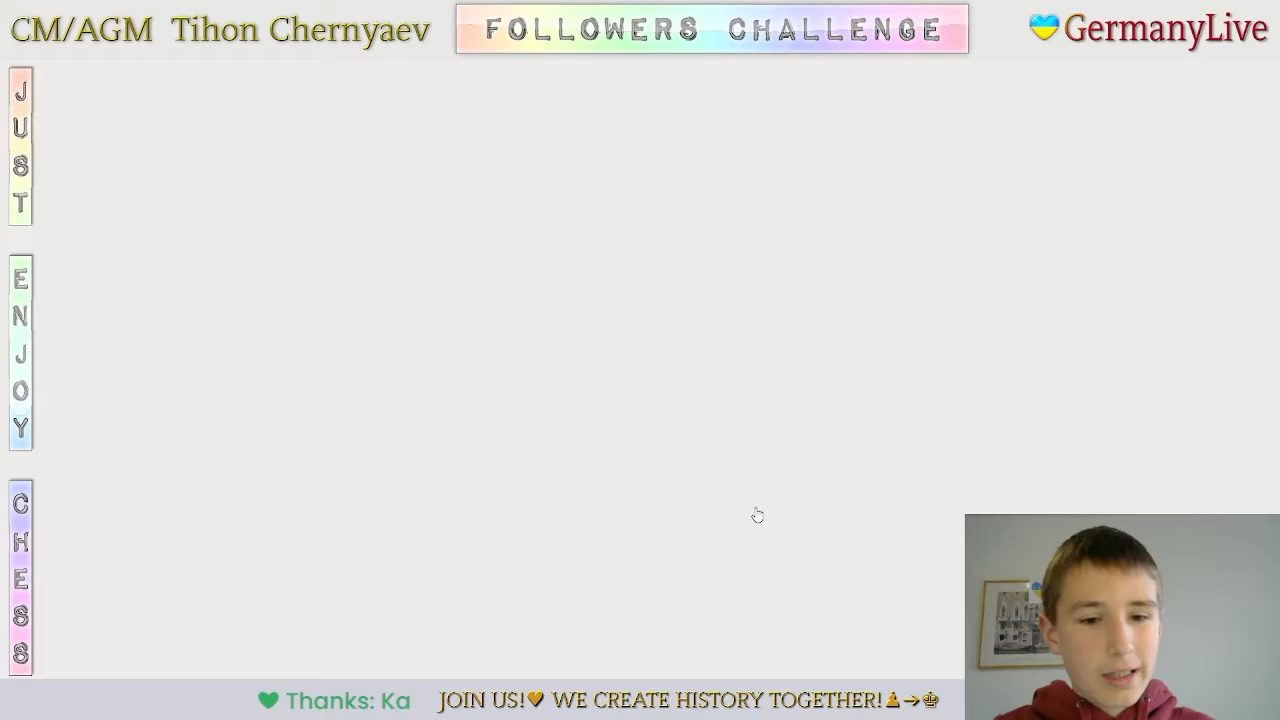 CM/AGM Tihon Chernyaev
FOLLOWERS CHALLENGE
💙GermanyLive
JUST
ENJOY
CHESS
💚 Thanks: Ka
JOIN US!🧡 WE CREATE HISTORY TOGETHER!♟→♚